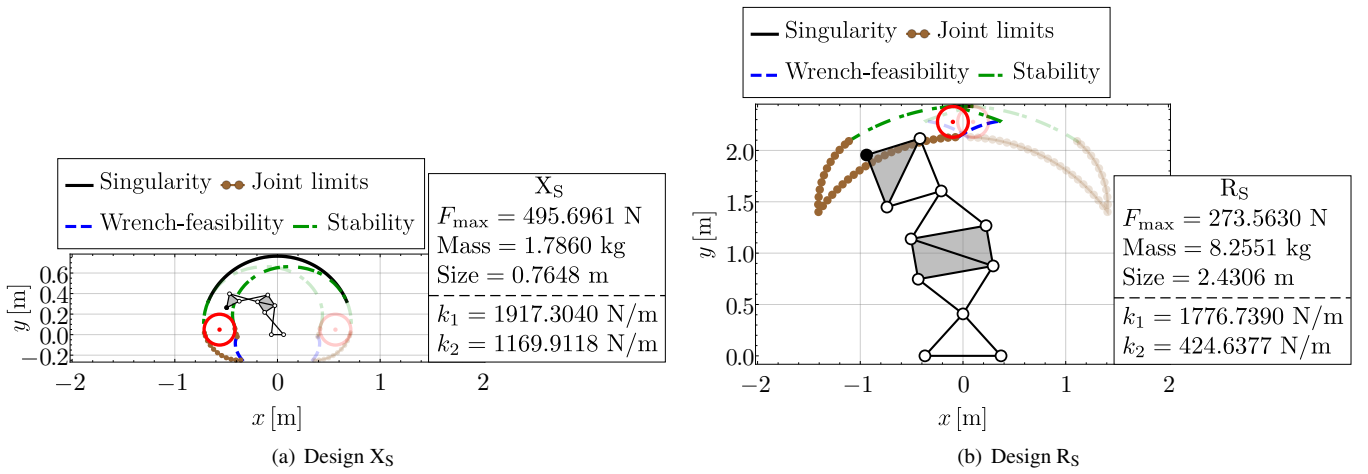 Singularity Joint limits
Wrench-feasibility Stability
X_S
F_max = 495.6961 N
Mass = 1.7860 kg
Size = 0.7648 m
k_1 = 1917.3040 N/m
k_2 = 1169.9118 N/m
y [m]
0.6
0.4
0.2
0.0
−0.2
−2 −1 0 1 2
x [m]
(a) Design X_S
Singularity Joint limits
Wrench-feasibility Stability
R_S
F_max = 273.5630 N
Mass = 8.2551 kg
Size = 2.4306 m
k_1 = 1776.7390 N/m
k_2 = 424.6377 N/m
y [m]
2.0
1.5
1.0
0.5
0.0
−2 −1 0 1 2
x [m]
(b) Design R_S